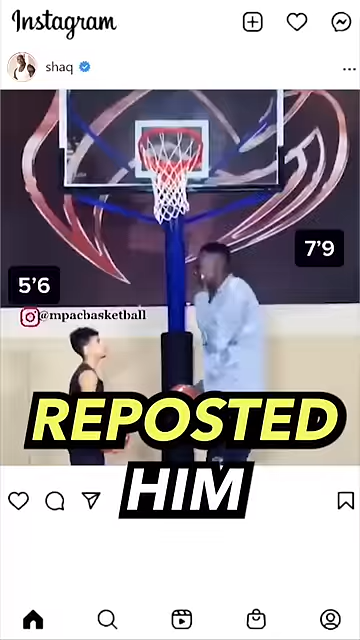 Instagram
shaq
7'9
5'6
@mpacbasketball
REPOSTED
HIM